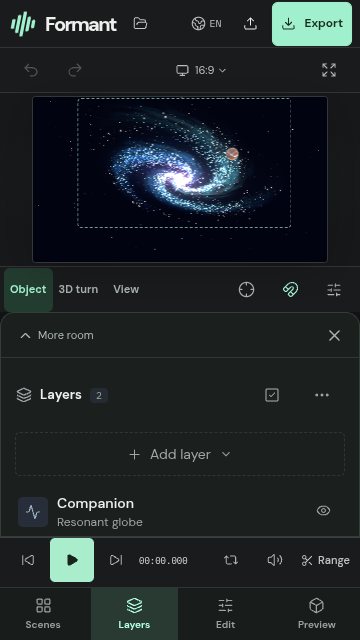 Formant
EN
Export
16:9
Object
3D turn
View
More room
Layers
2
Add layer
Companion
Resonant globe
00:00.000
Range
Scenes
Layers
Edit
Preview